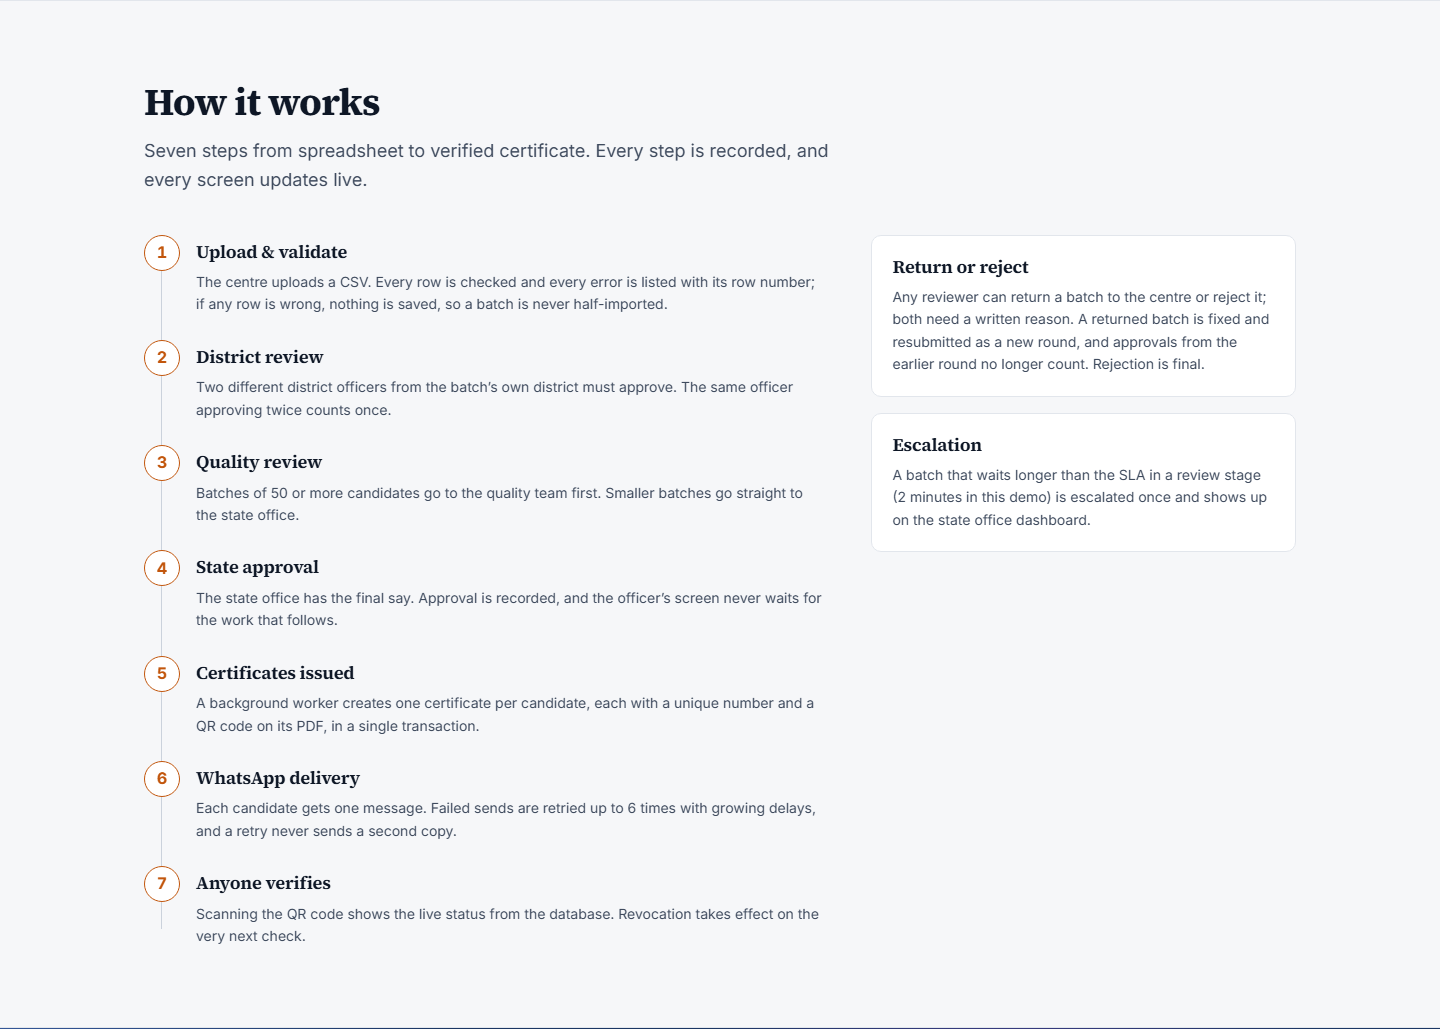 How it works
Seven steps from spreadsheet to verified certificate. Every step is recorded, and
every screen updates live.
1
Upload & validate
The centre uploads a CSV. Every row is checked and every error is listed with its row number;
if any row is wrong, nothing is saved, so a batch is never half-imported.
2
District review
Two different district officers from the batch’s own district must approve. The same officer
approving twice counts once.
3
Quality review
Batches of 50 or more candidates go to the quality team first. Smaller batches go straight to
the state office.
4
State approval
The state office has the final say. Approval is recorded, and the officer’s screen never waits for
the work that follows.
5
Certificates issued
A background worker creates one certificate per candidate, each with a unique number and a
QR code on its PDF, in a single transaction.
6
WhatsApp delivery
Each candidate gets one message. Failed sends are retried up to 6 times with growing delays,
and a retry never sends a second copy.
7
Anyone verifies
Scanning the QR code shows the live status from the database. Revocation takes effect on the
very next check.
Return or reject
Any reviewer can return a batch to the centre or reject it;
both need a written reason. A returned batch is fixed and
resubmitted as a new round, and approvals from the
earlier round no longer count. Rejection is final.
Escalation
A batch that waits longer than the SLA in a review stage
(2 minutes in this demo) is escalated once and shows up
on the state office dashboard.